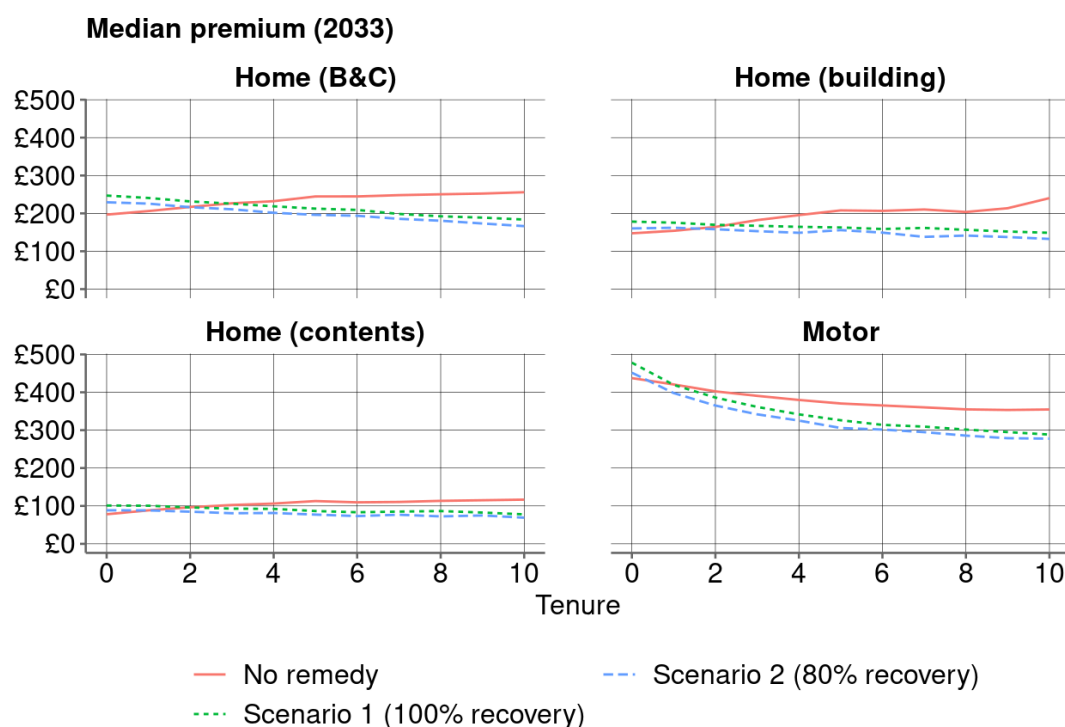 Median premium (2033)
Home (B&C)
Home (building)
£500
£400
£300
£200
£100
£0
Home (contents)
Motor
£500
£400
£300
£200
£100
£0
0 2 4 6 8 10
0 2 4 6 8 10
Tenure
No remedy
Scenario 2 (80% recovery)
Scenario 1 (100% recovery)